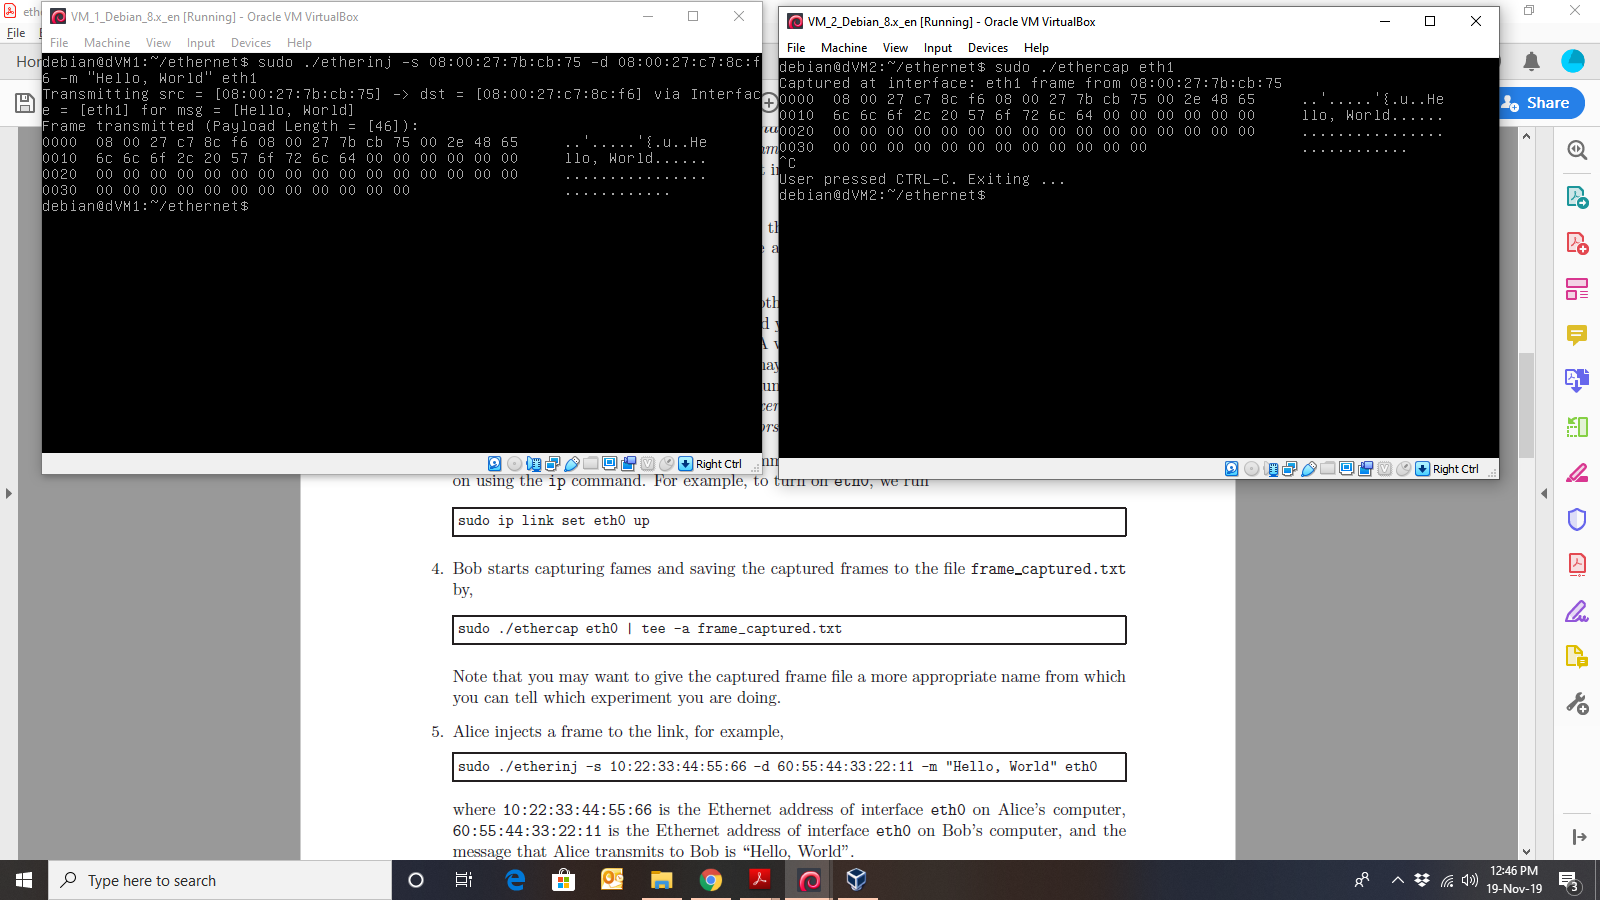 ethe
File
E
Hom
Share
VM_1_Debian_8.x_en [Running] - Oracle VM VirtualBox
File Machine View Input Devices Help
debian@dVM1:~/ethernet$ sudo ./etherinj -s 08:00:27:7b:cb:75 -d 08:00:27:c7:8c:f
6 -m "Hello, World" eth1
Transmitting src = [08:00:27:7b:cb:75] -> dst = [08:00:27:c7:8c:f6] via Interfac
e = [eth1] for msg = [Hello, World]
Frame transmitted (Payload Length = [46]):
0000 08 00 27 c7 8c f6 08 00 27 7b cb 75 00 2e 48 65 ..'.....'{.u..He
0010 6c 6c 6f 2c 20 57 6f 72 6c 64 00 00 00 00 00 00 llo, World......
0020 00 00 00 00 00 00 00 00 00 00 00 00 00 00 00 00 ................
0030 00 00 00 00 00 00 00 00 00 00 00 00 ............
debian@dVM1:~/ethernet$
Right Ctrl
VM_2_Debian_8.x_en [Running] - Oracle VM VirtualBox
File Machine View Input Devices Help
debian@dVM2:~/ethernet$ sudo ./ethercap eth1
Captured at interface: eth1 frame from 08:00:27:7b:cb:75
0000 08 00 27 c7 8c f6 08 00 27 7b cb 75 00 2e 48 65 ..'.....'{.u..He
0010 6c 6c 6f 2c 20 57 6f 72 6c 64 00 00 00 00 00 00 llo, World......
0020 00 00 00 00 00 00 00 00 00 00 00 00 00 00 00 00 ................
0030 00 00 00 00 00 00 00 00 00 00 00 00 ............
^C
User pressed CTRL-C. Exiting ...
debian@dVM2:~/ethernet$
Right Ctrl
on using the ip command. For example, to turn on eth0, we run
sudo ip link set eth0 up
4. Bob starts capturing fames and saving the captured frames to the file frame_captured.txt
by,
sudo ./ethercap eth0 | tee -a frame_captured.txt
Note that you may want to give the captured frame file a more appropriate name from which
you can tell which experiment you are doing.
5. Alice injects a frame to the link, for example,
sudo ./etherinj -s 10:22:33:44:55:66 -d 60:55:44:33:22:11 -m "Hello, World" eth0
where 10:22:33:44:55:66 is the Ethernet address of interface eth0 on Alice's computer,
60:55:44:33:22:11 is the Ethernet address of interface eth0 on Bob's computer, and the
message that Alice transmits to Bob is “Hello, World”.
Type here to search
12:46 PM
19-Nov-19
3